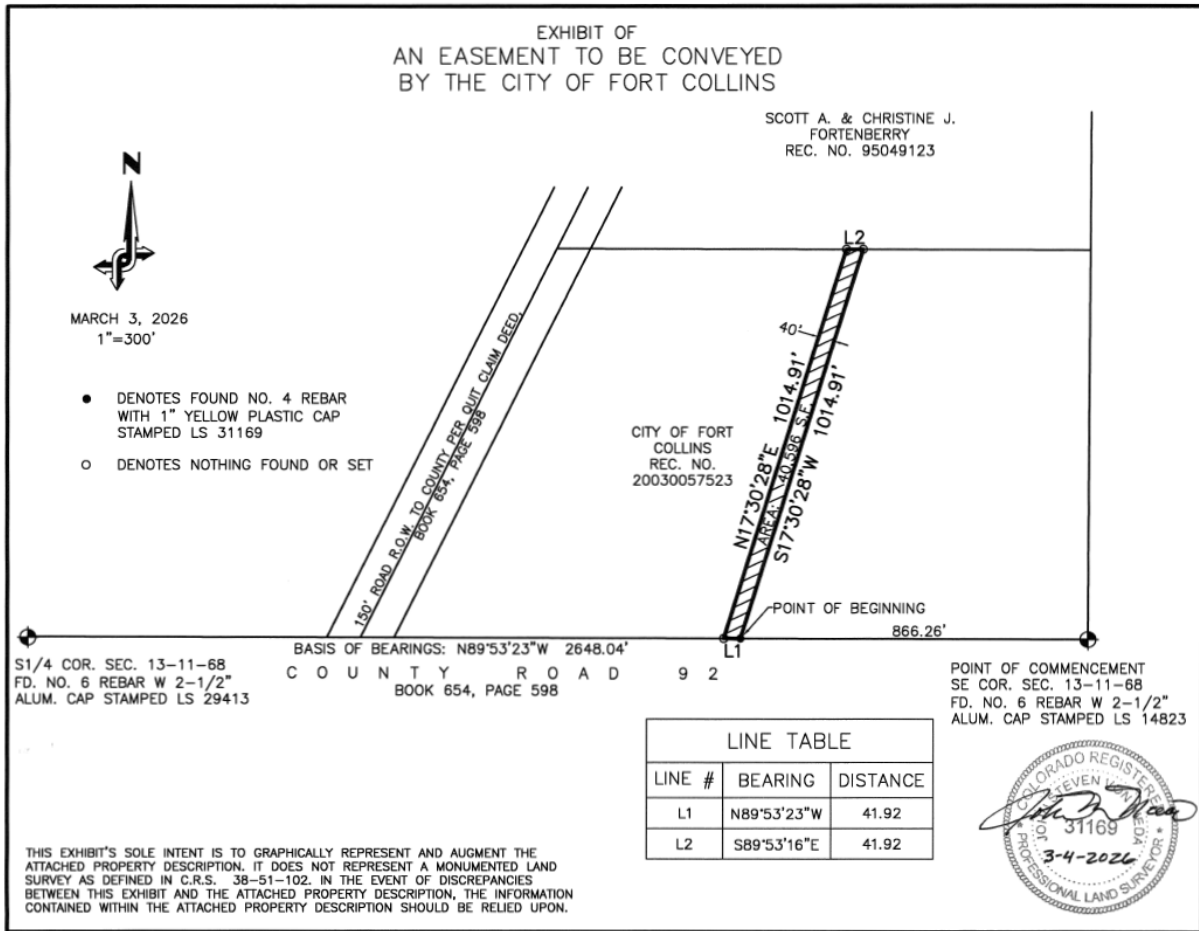 EXHIBIT OF
AN EASEMENT TO BE CONVEYED
BY THE CITY OF FORT COLLINS
SCOTT A. & CHRISTINE J.
FORTENBERRY
REC. NO. 95049123
N
MARCH 3, 2026
1"=300'
● DENOTES FOUND NO. 4 REBAR
WITH 1" YELLOW PLASTIC CAP
STAMPED LS 31169
○ DENOTES NOTHING FOUND OR SET
150' ROAD R.O.W. TO COUNTY PER QUIT CLAIM DEED,
BOOK 654, PAGE 598
L2
40'
CITY OF FORT
COLLINS
REC. NO.
20030057523
N17°30'28"E 1014.91'
AREA: 40,596 S.F.
S17°30'28"W 1014.91'
POINT OF BEGINNING
866.26'
L1
BASIS OF BEARINGS: N89°53'23"W 2648.04'
COUNTY ROAD 92
BOOK 654, PAGE 598
S1/4 COR. SEC. 13-11-68
FD. NO. 6 REBAR W 2-1/2"
ALUM. CAP STAMPED LS 29413
POINT OF COMMENCEMENT
SE COR. SEC. 13-11-68
FD. NO. 6 REBAR W 2-1/2"
ALUM. CAP STAMPED LS 14823
LINE TABLE
LINE # BEARING DISTANCE
L1 N89°53'23"W 41.92
L2 S89°53'16"E 41.92
COLORADO REGISTERED
STEVEN
31169
3-4-2026
PROFESSIONAL LAND SURVEYOR
THIS EXHIBIT'S SOLE INTENT IS TO GRAPHICALLY REPRESENT AND AUGMENT THE
ATTACHED PROPERTY DESCRIPTION. IT DOES NOT REPRESENT A MONUMENTED LAND
SURVEY AS DEFINED IN C.R.S. 38-51-102. IN THE EVENT OF DISCREPANCIES
BETWEEN THIS EXHIBIT AND THE ATTACHED PROPERTY DESCRIPTION, THE INFORMATION
CONTAINED WITHIN THE ATTACHED PROPERTY DESCRIPTION SHOULD BE RELIED UPON.